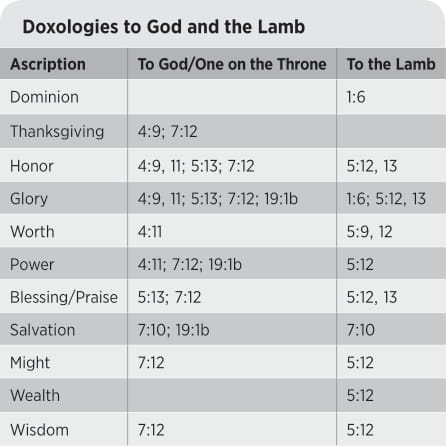 Doxologies to God and the Lamb
Ascription To God/One on the Throne To the Lamb
Dominion 1:6
Thanksgiving 4:9; 7:12
Honor 4:9, 11; 5:13; 7:12 5:12, 13
Glory 4:9, 11; 5:13; 7:12; 19:1b 1:6; 5:12, 13
Worth 4:11 5:9, 12
Power 4:11; 7:12; 19:1b 5:12
Blessing/Praise 5:13; 7:12 5:12, 13
Salvation 7:10; 19:1b 7:10
Might 7:12 5:12
Wealth 5:12
Wisdom 7:12 5:12